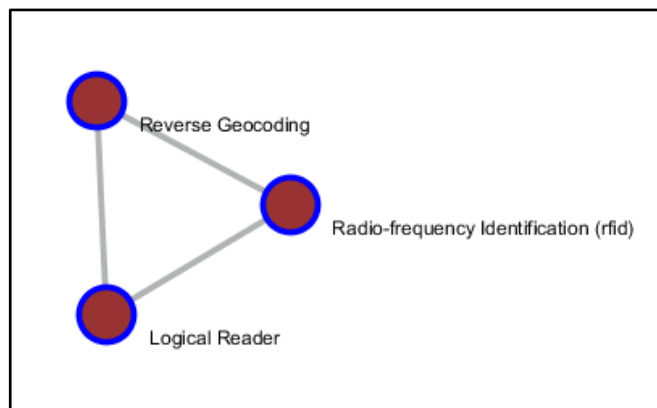 Reverse Geocoding
Radio-frequency Identification (rfid)
Logical Reader